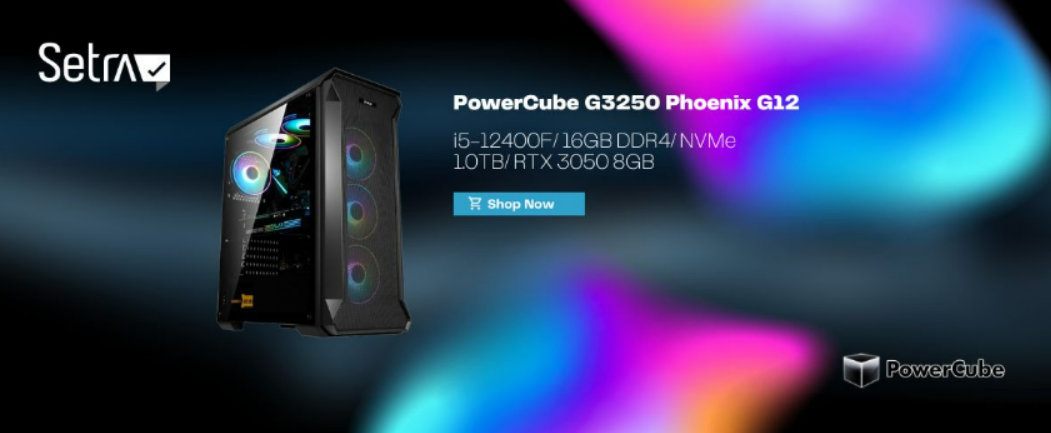 Setra
PowerCube G3250 Phoenix G12
i5-12400F/ 16GB DDR4/ NVMe
1.0TB/ RTX 3050 8GB
Shop Now
PowerCube